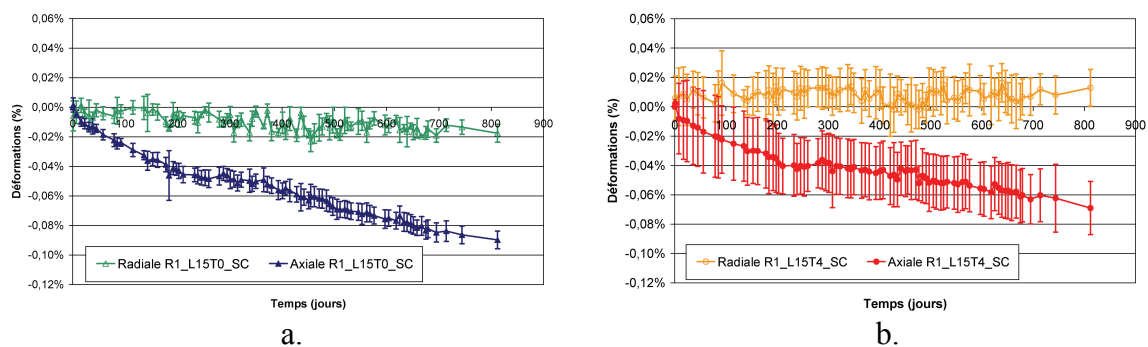 0,06%
0,04%
0,02%
0,00%
-0,02%
-0,04%
-0,06%
-0,08%
-0,10%
-0,12%
0 100 200 300 400 500 600 700 800 900
Déformations (%)
Temps (jours)
Radiale R1_L15T0_SC Axiale R1_L15T0_SC
a.
0,06%
0,04%
0,02%
0,00%
-0,02%
-0,04%
-0,06%
-0,08%
-0,10%
-0,12%
0 100 200 300 400 500 600 700 800 900
Déformations (%)
Temps (jours)
Radiale R1_L15T4_SC Axiale R1_L15T4_SC
b.